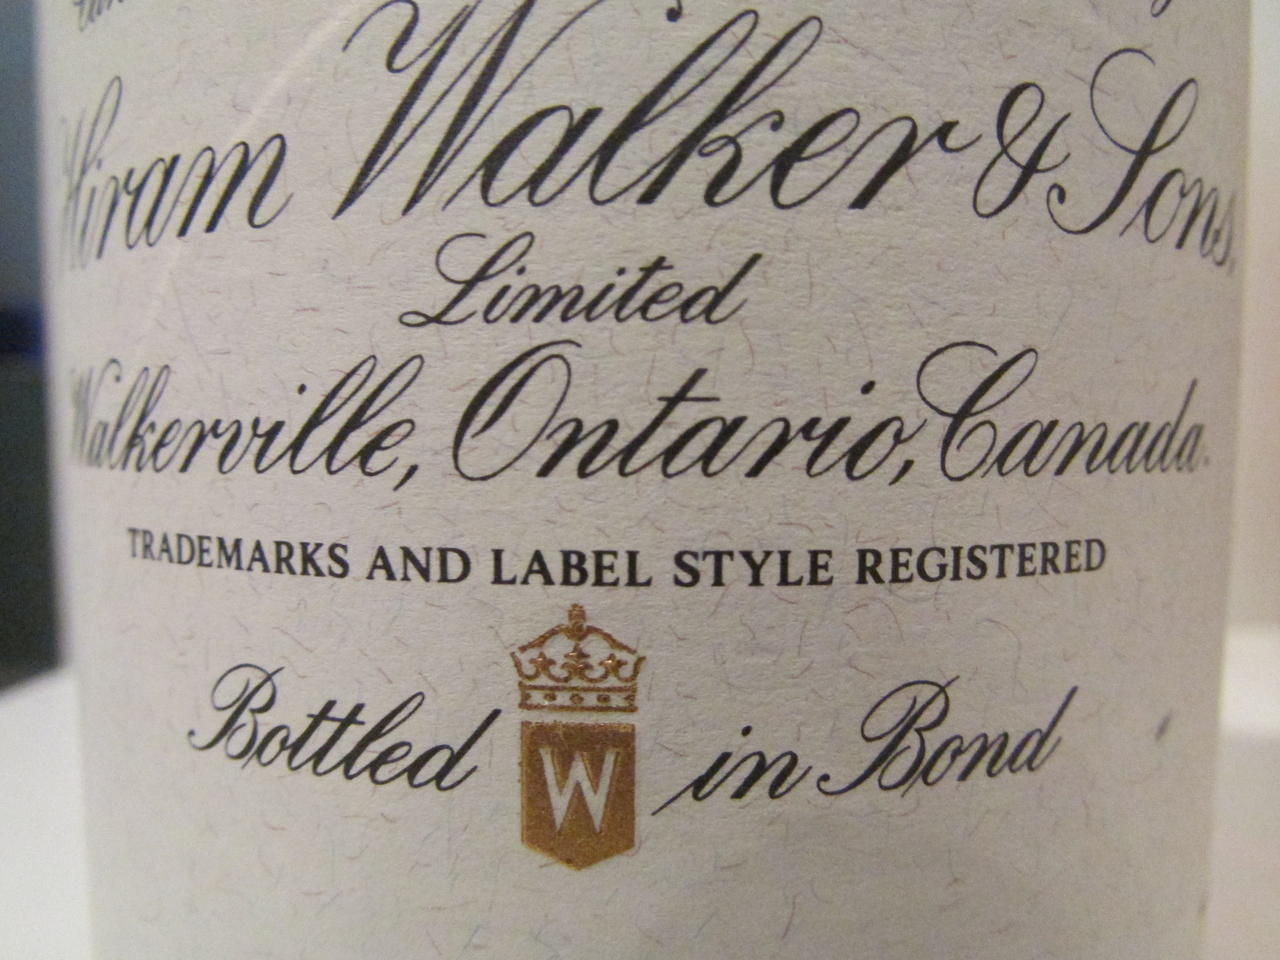 Hiram Walker & Sons.
Limited
Walkerville, Ontario, Canada.
TRADEMARKS AND LABEL STYLE REGISTERED
Bottled W in Bond